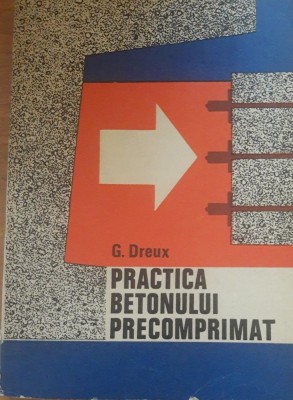 G. Dreux
PRACTICA
BETONULUI
PRECOMPRIMAT